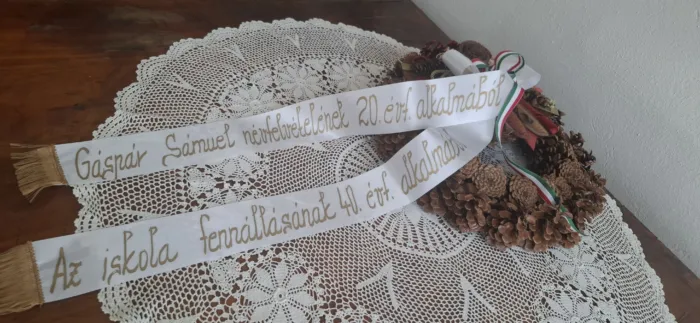 Gáspár Sámuel névfelvételének 20. évf. alkalmából
Az iskola fennállásának 40. évf. alkalmából